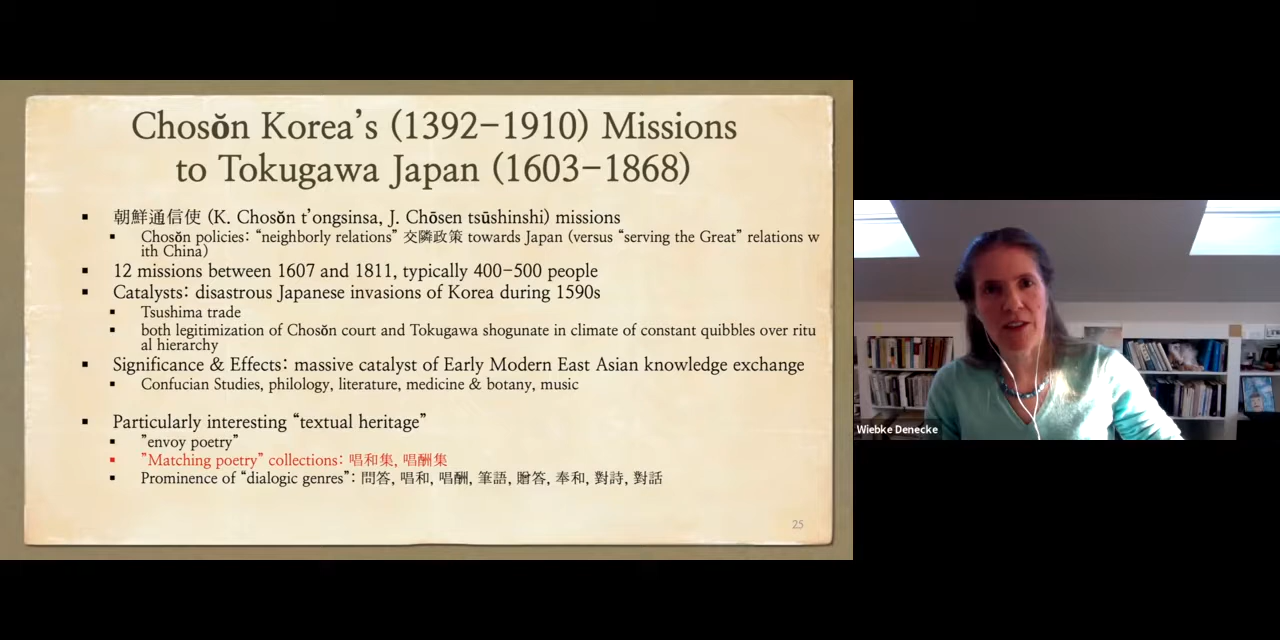 Chosŏn Korea's (1392-1910) Missions
to Tokugawa Japan (1603-1868)
▪ 朝鮮通信使 (K. Chosŏn t'ongsinsa, J. Chōsen tsūshinshi) missions
▪ Chosŏn policies: “neighborly relations” 交隣政策 towards Japan (versus “serving the Great” relations w
ith China)
▪ 12 missions between 1607 and 1811, typically 400-500 people
▪ Catalysts: disastrous Japanese invasions of Korea during 1590s
▪ Tsushima trade
▪ both legitimization of Chosŏn court and Tokugawa shogunate in climate of constant quibbles over ritu
al hierarchy
▪ Significance & Effects: massive catalyst of Early Modern East Asian knowledge exchange
▪ Confucian Studies, philology, literature, medicine & botany, music
▪ Particularly interesting “textual heritage”
▪ ”envoy poetry”
▪ ”Matching poetry” collections: 唱和集, 唱酬集
▪ Prominence of “dialogic genres”: 問答, 唱和, 唱酬, 筆語, 贈答, 奉和, 對詩, 對話
25
Wiebke Denecke